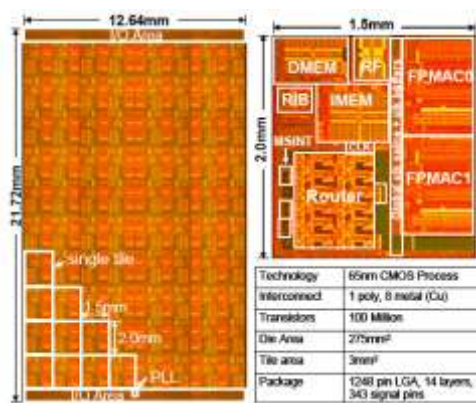 12.64mm
I/O Area
21.72mm
single tile
1.5mm
2.0mm
PLL
I/O Area
1.5mm
2.0mm
DMEM
RF
RIB
IMEM
MSINT
CLK
Router
FPMAC0
FPMAC1
Technology 65nm CMOS Process
Interconnect 1 poly, 8 metal (Cu)
Transistors 100 Million
Die Area 275mm²
Tile area 3mm²
Package 1248 pin LGA, 14 layers,
343 signal pins